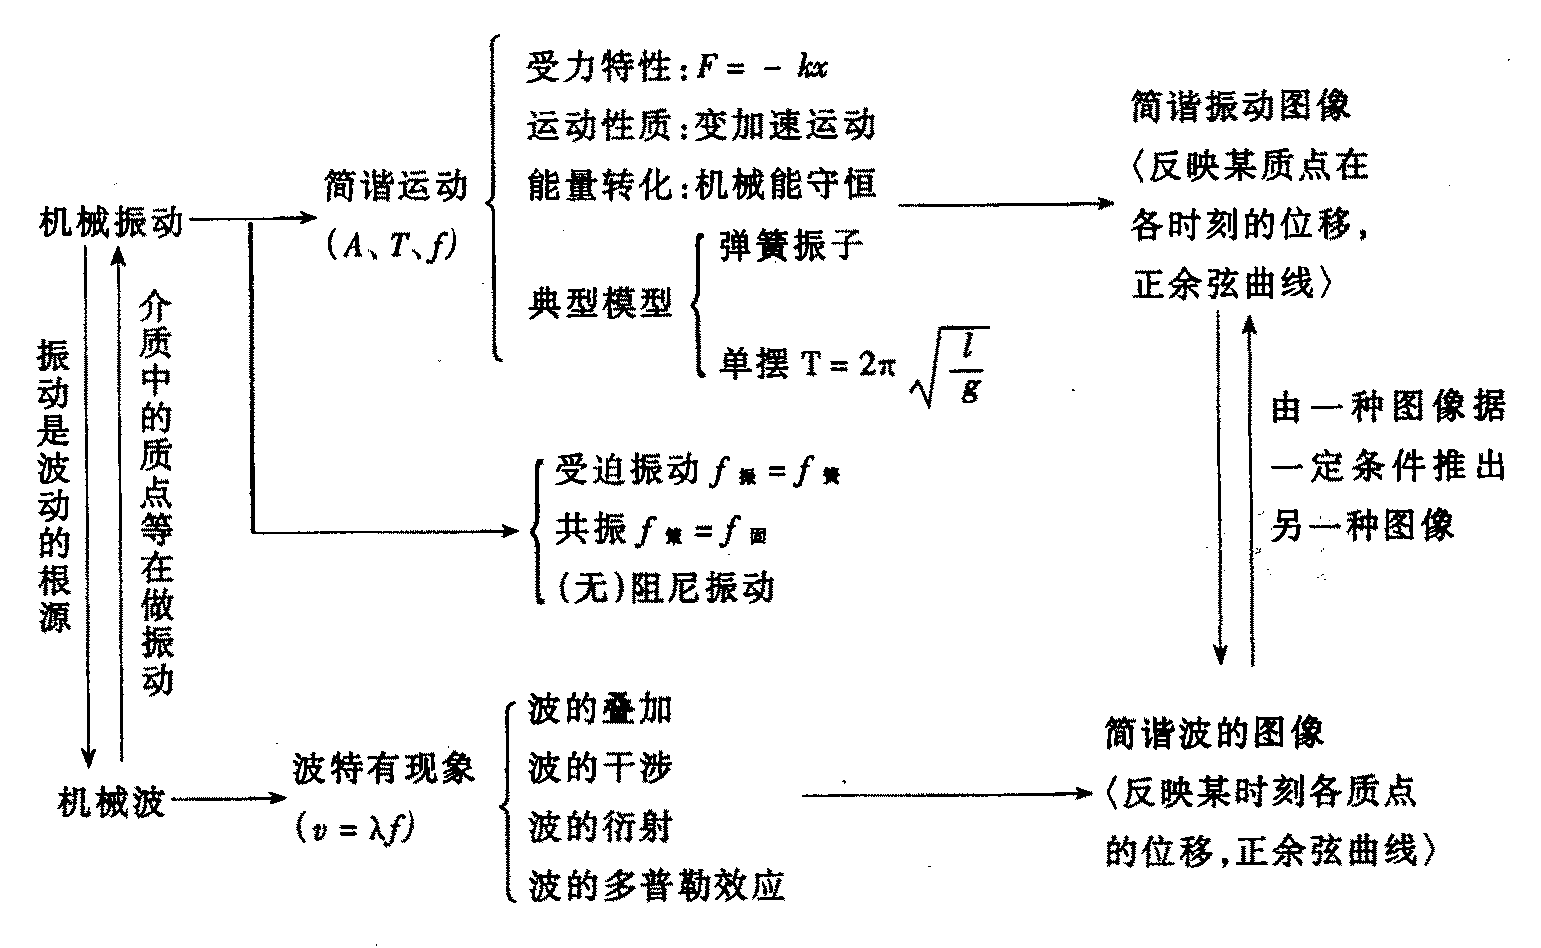 受力特性:F = - kx
运动性质:变加速运动
能量转化:机械能守恒
简谐运动
(A、T、f)
典型模型
弹簧振子
单摆 T = 2π√(l/g)
机械振动
受迫振动 f振 = f策
共振 f策 = f固
(无)阻尼振动
振动是波动的根源
介质中的质点等在做振动
机械波
波特有现象
(v = λf)
波的叠加
波的干涉
波的衍射
波的多普勒效应
简谐振动图像
〈反映某质点在
各时刻的位移,
正余弦曲线〉
由一种图像据
一定条件推出
另一种图像
简谐波的图像
〈反映某时刻各质点
的位移,正余弦曲线〉